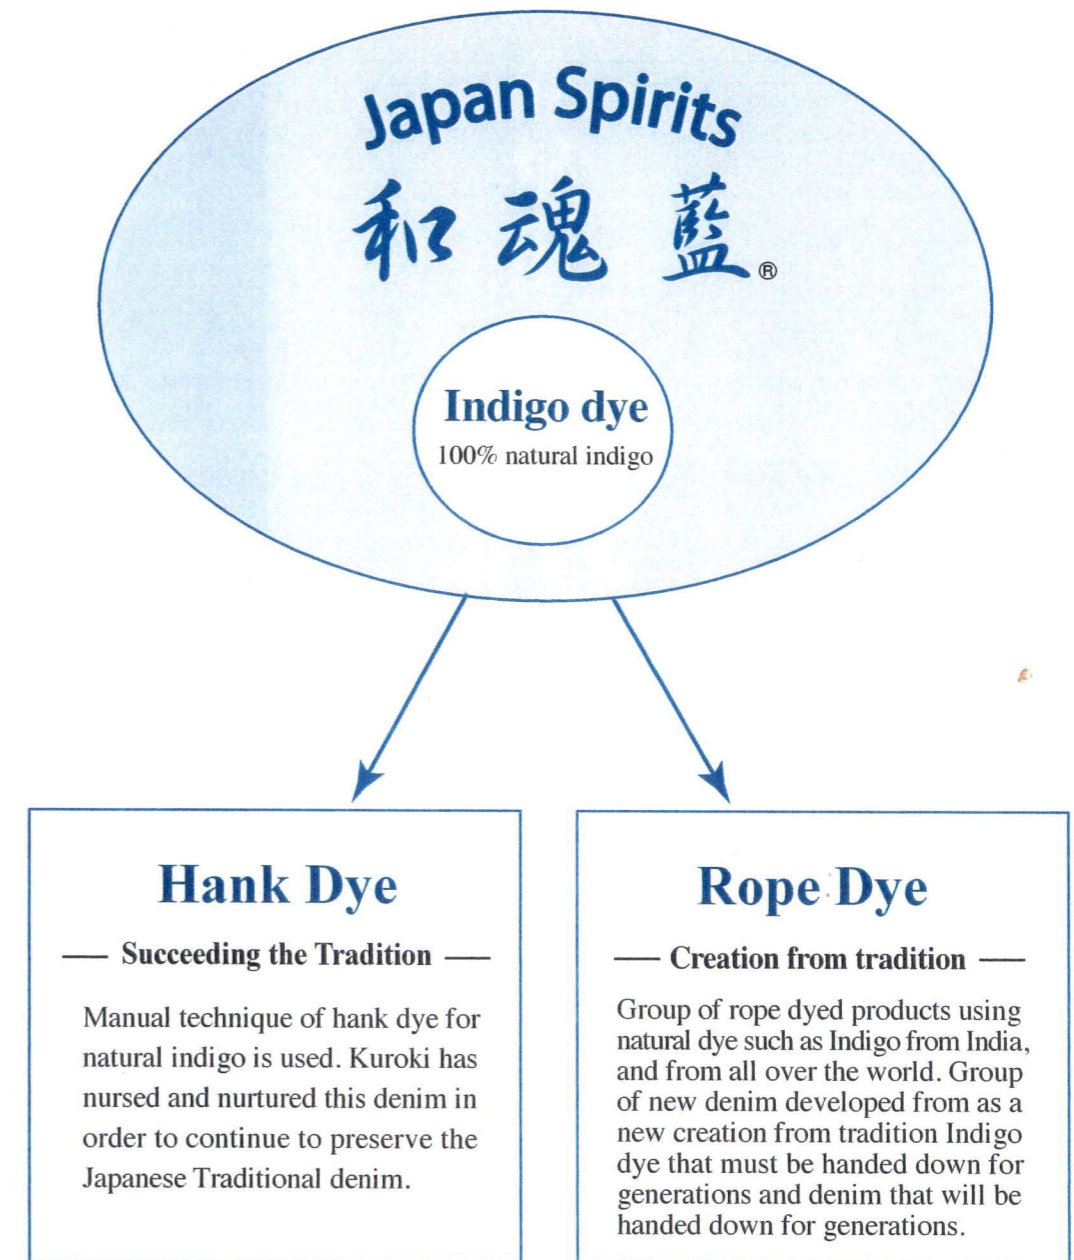 Japan Spirits
和魂藍®
Indigo dye
100% natural indigo
Hank Dye
Succeeding the Tradition
Manual technique of hank dye for
natural indigo is used. Kuroki has
nursed and nurtured this denim in
order to continue to preserve the
Japanese Traditional denim.
Rope Dye
Creation from tradition
Group of rope dyed products using
natural dye such as Indigo from India,
and from all over the world. Group
of new denim developed from as a
new creation from tradition Indigo
dye that must be handed down for
generations and denim that will be
handed down for generations.